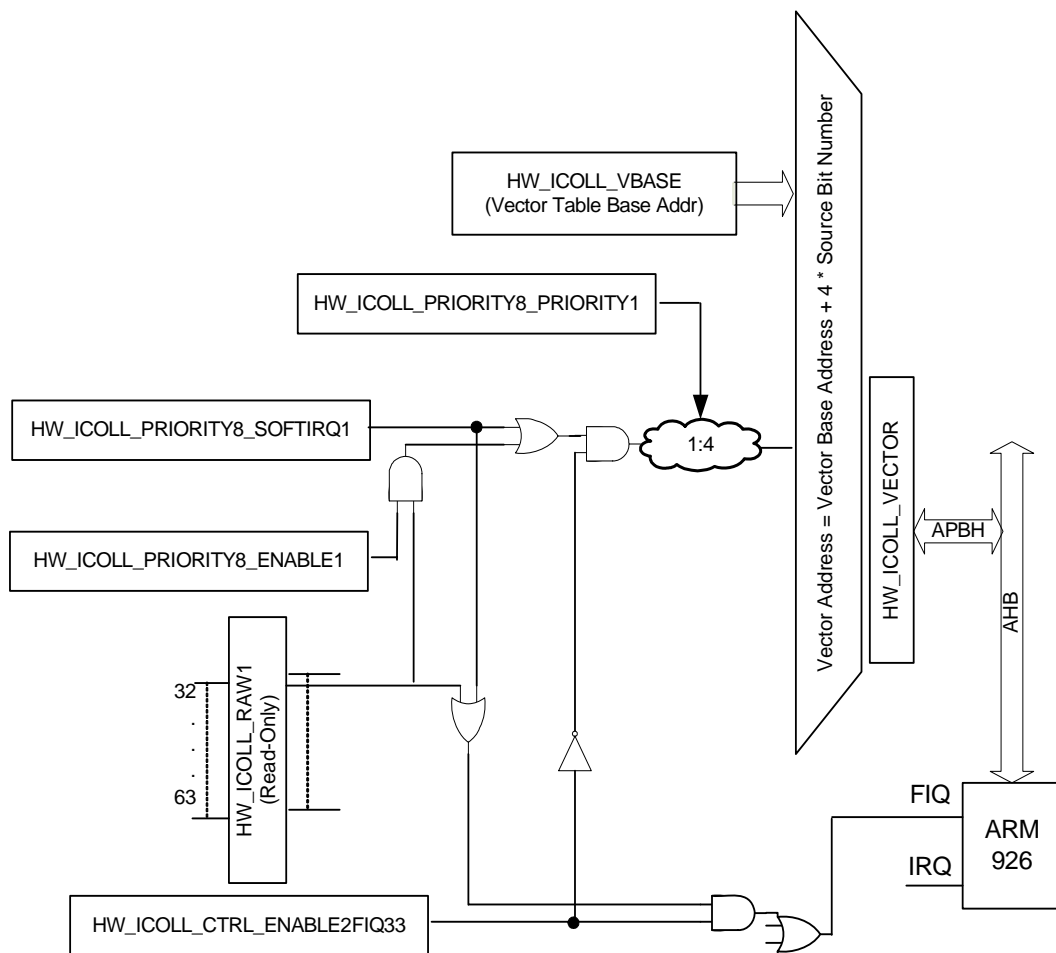 HW_ICOLL_VBASE
(Vector Table Base Addr)
HW_ICOLL_PRIORITY8_PRIORITY1
HW_ICOLL_PRIORITY8_SOFTIRQ1
1:4
HW_ICOLL_PRIORITY8_ENABLE1
Vector Address = Vector Base Address + 4 * Source Bit Number
HW_ICOLL_VECTOR
APBH
AHB
32
.
.
.
63
HW_ICOLL_RAW1
(Read-Only)
FIQ
IRQ
ARM
926
HW_ICOLL_CTRL_ENABLE2FIQ33